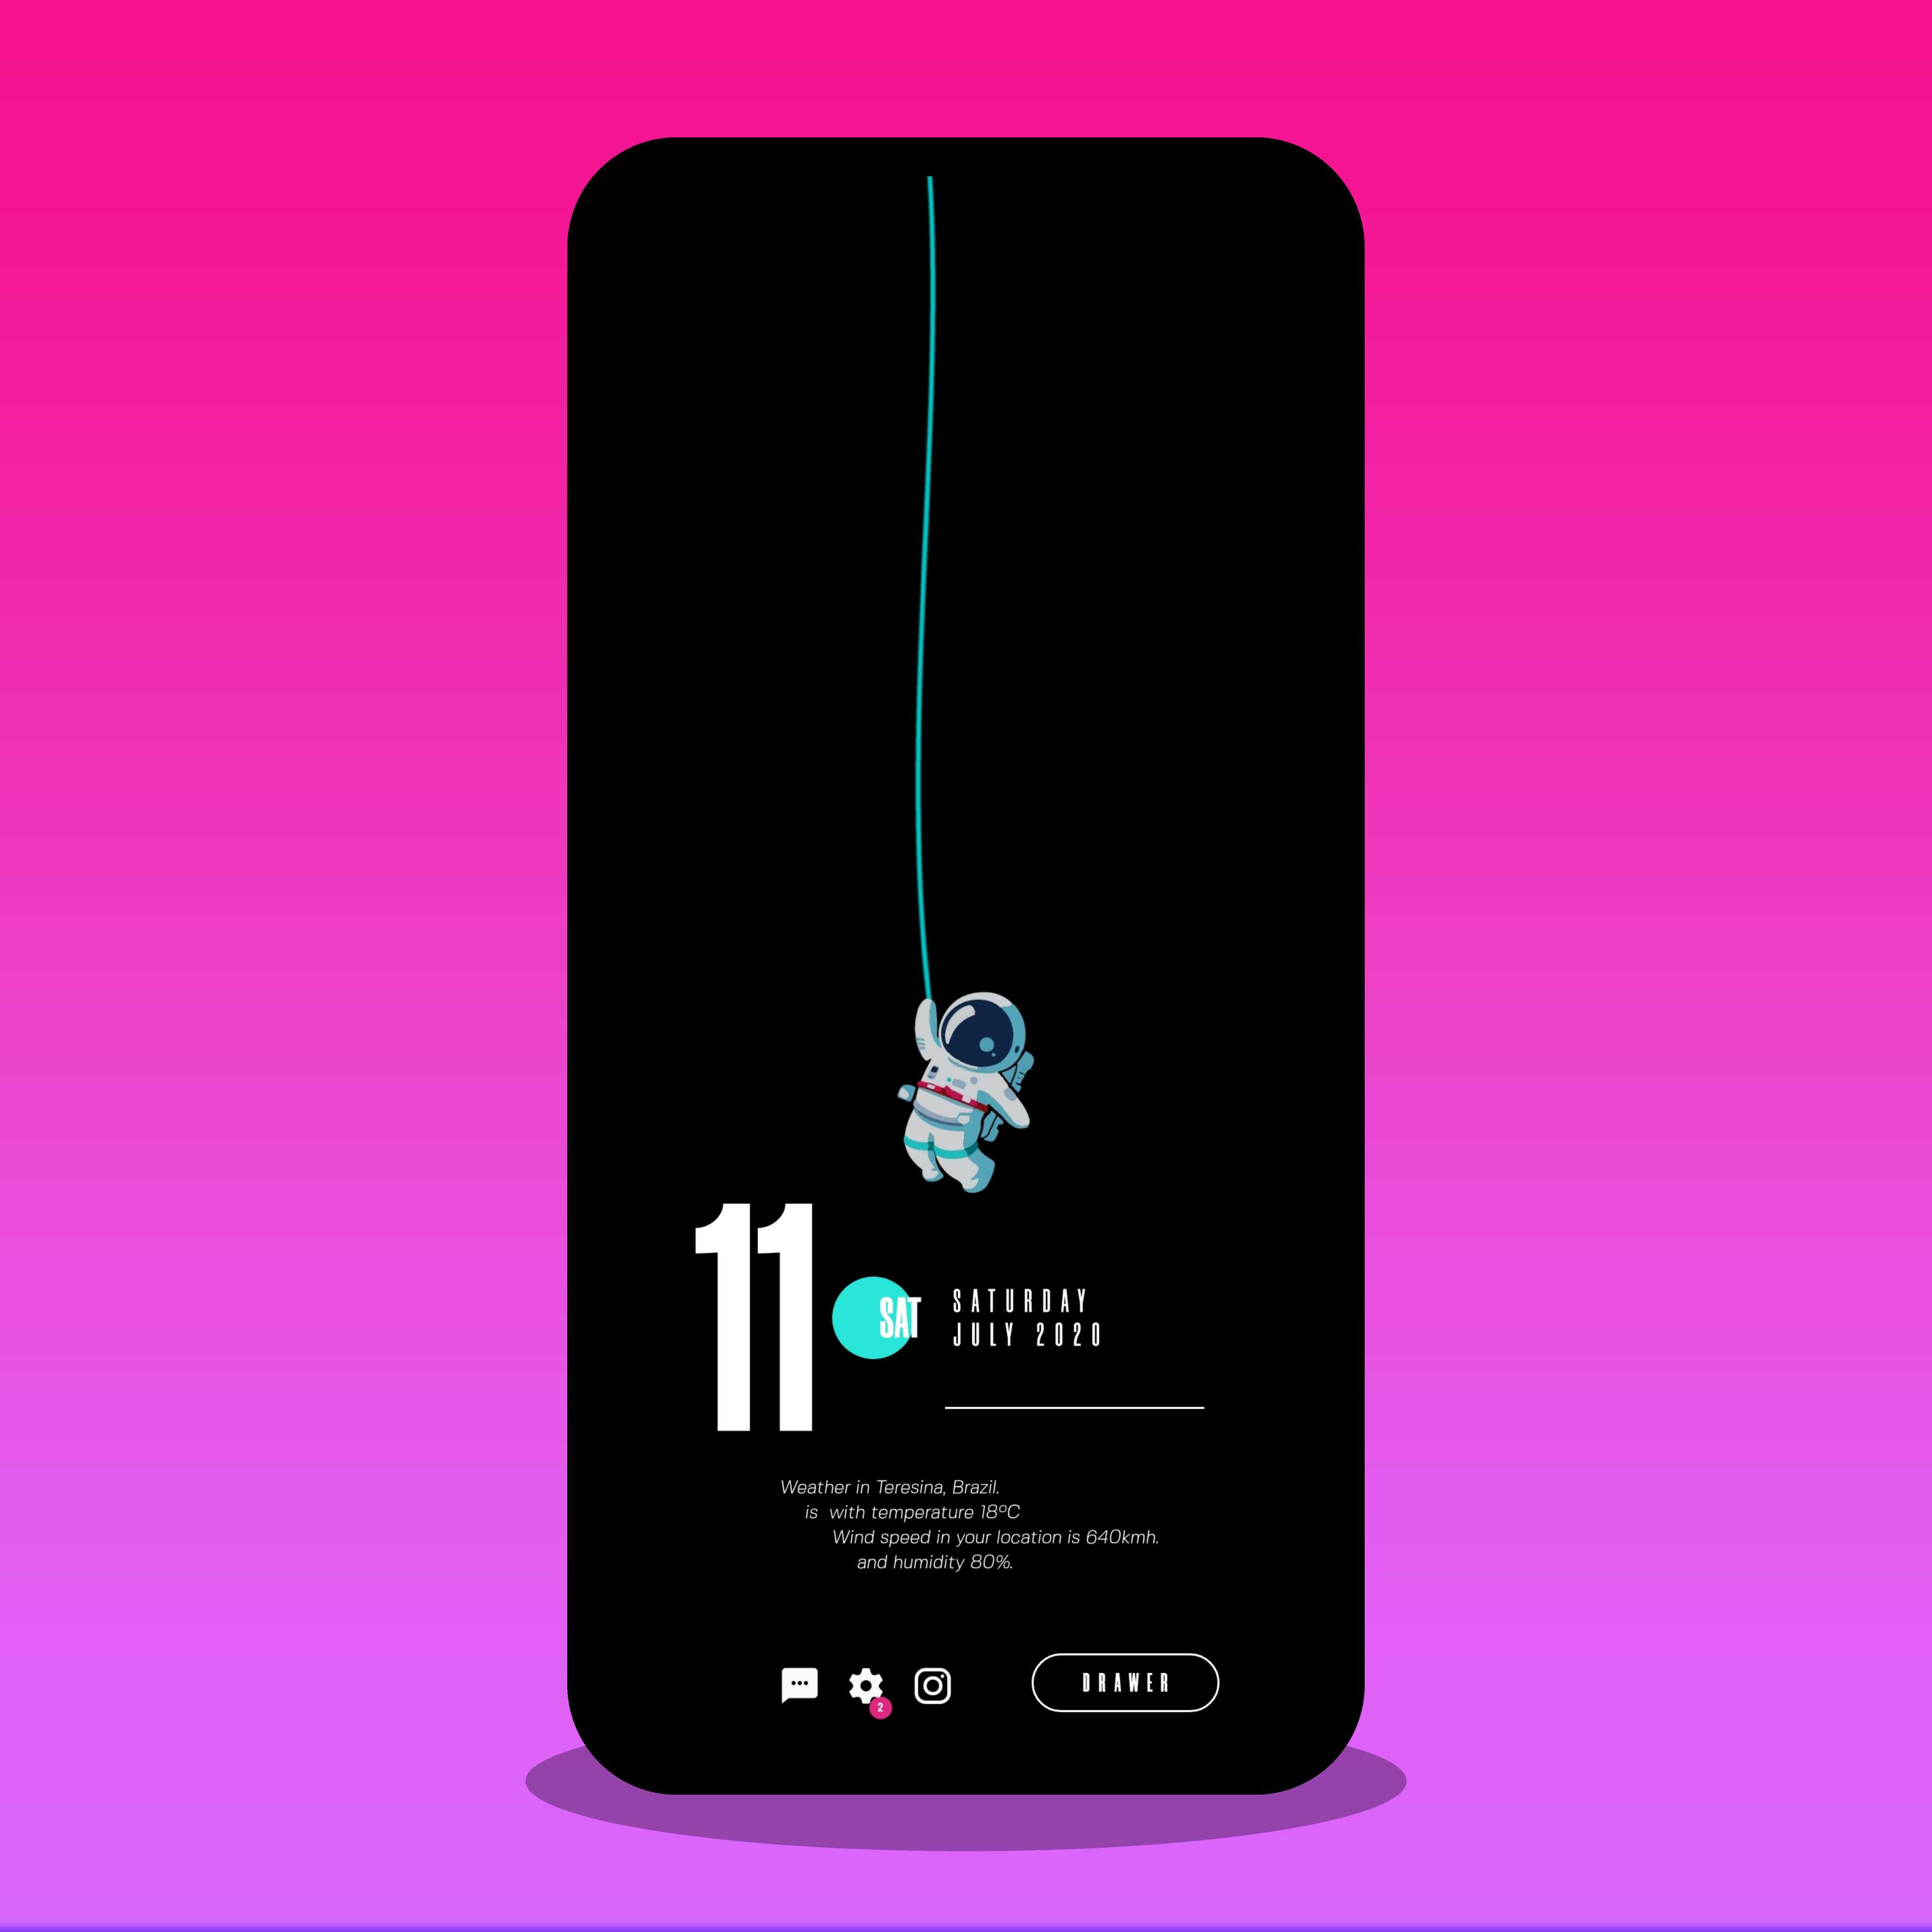 11
SAT
SATURDAY
JULY 2020
Weather in Teresina, Brazil.
is with temperature 18ºC
Wind speed in your location is 640kmh.
and humidity 80%.
2
DRAWER